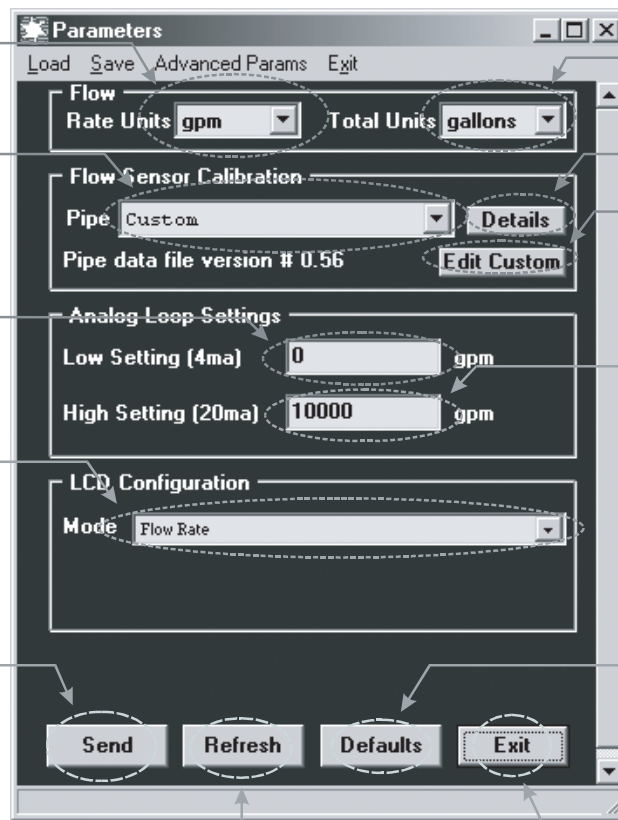 Parameters
Load Save Advanced Params Exit
Flow
Rate Units gpm Total Units gallons
Flow Sensor Calibration
Pipe Custom Details
Pipe data file version # 0.56 Edit Custom
Analog Loop Settings
Low Setting (4ma) 0 gpm
High Setting (20ma) 10000 gpm
LCD Configuration
Mode Flow Rate
Send Refresh Defaults Exit